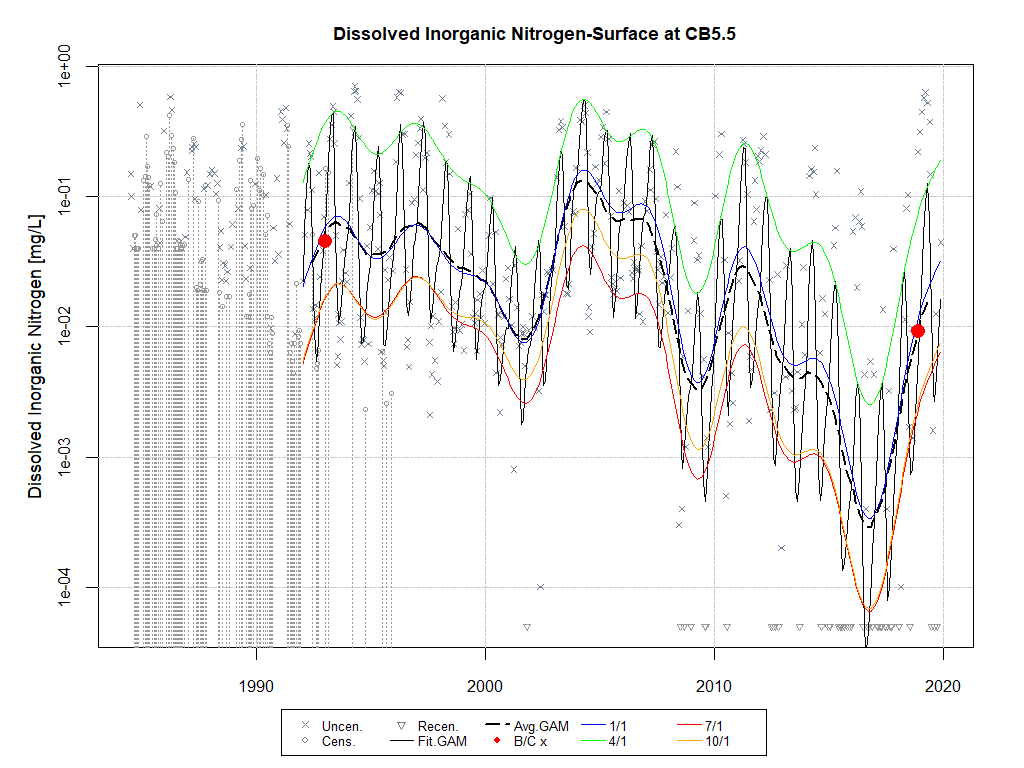 Dissolved Inorganic Nitrogen-Surface at CB5.5
Dissolved Inorganic Nitrogen [mg/L]
1e+00
1e-01
1e-02
1e-03
1e-04
1990 2000 2010 2020
Uncen. Recen. Avg.GAM 1/1 7/1
Cens. Fit.GAM B/C x 4/1 10/1